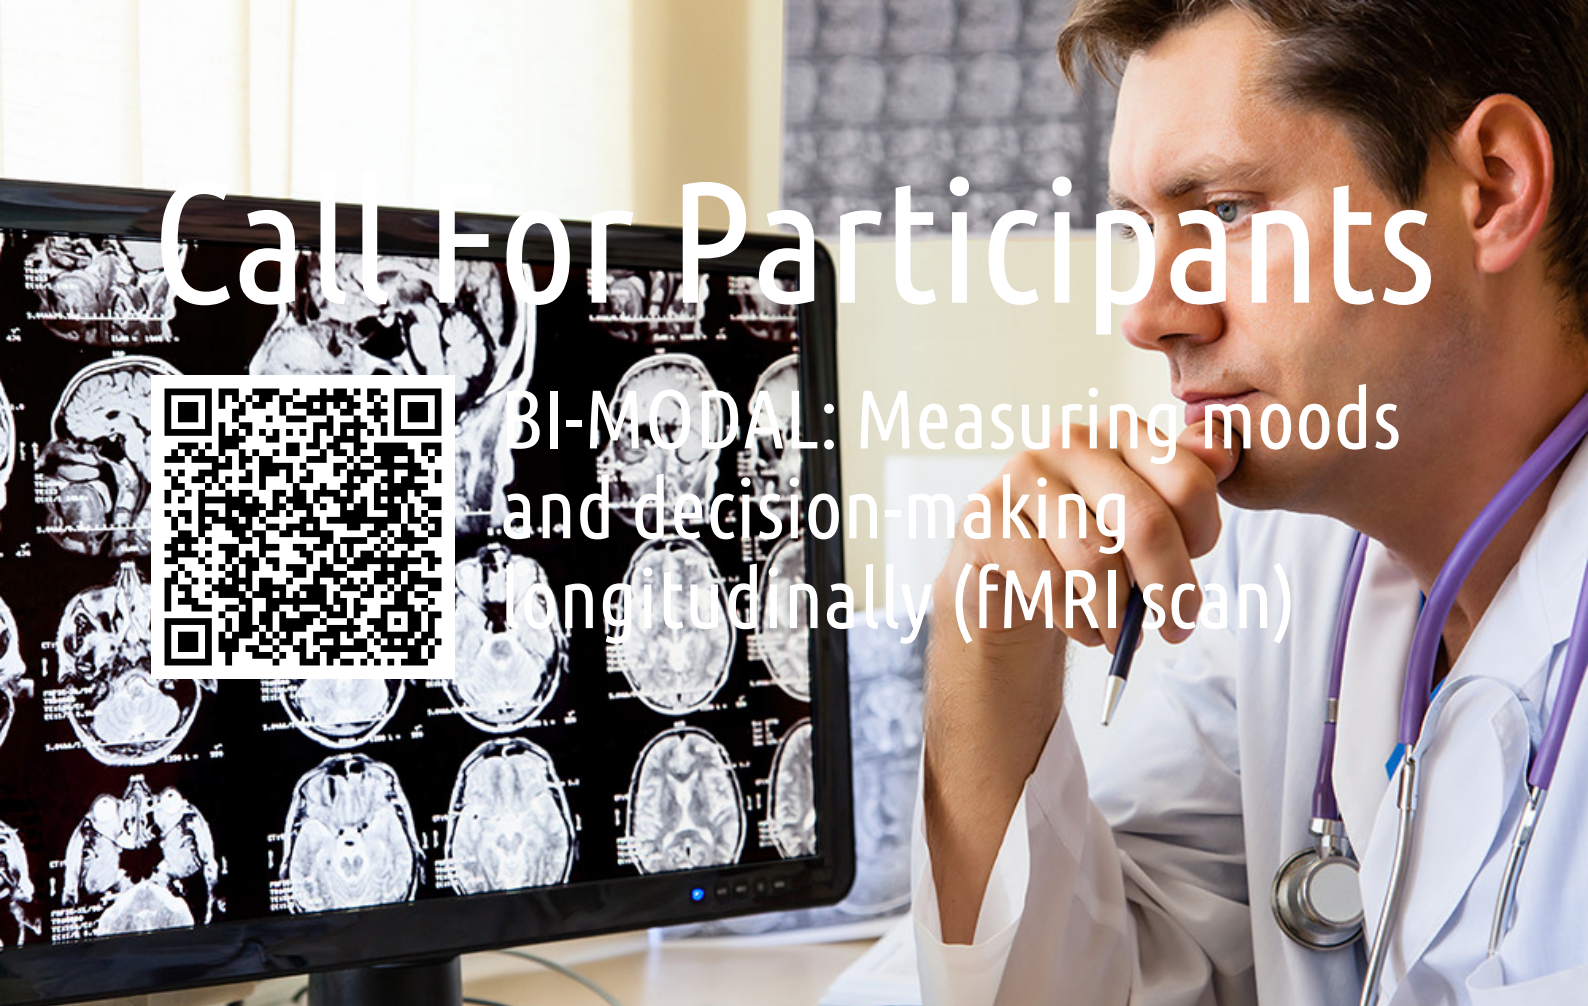 Call For Participants
BI-MODAL: Measuring moods
and decision-making
longitudinally (fMRI scan)